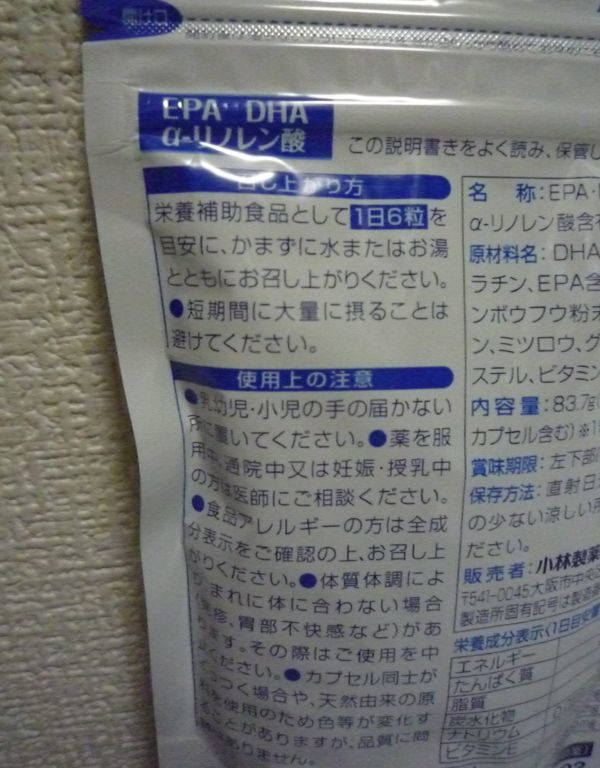 開け口
EPA DHA
α-リノレン酸
この説明書きをよく読み、保管し
召し上がり方
栄養補助食品として1日6粒を
目安に、かまずに水またはお湯
とともにお召し上がりください。
●短期間に大量に摂ることは
避けてください。
使用上の注意
●乳幼児・小児の手の届かない
所に置いてください。●薬を服
用中、通院中又は妊娠・授乳中
の方は医師にご相談ください。
●食品アレルギーの方は全成
分表示をご確認の上、お召し上
がりください。●体質体調によ
り、まれに体に合わない場合
(発疹、胃部不快感など)があ
ります。その際はご使用を中
止ください。●カプセル同士が
くっつく場合や、天然由来の原
料を使用のため色等が変化す
ることがありますが、品質に問
題はありません。
名 称:EPA・
α-リノレン酸含有
原材料名:DHA
ラチン、EPA含
ンボウフウ粉末
ン、ミツロウ、グ
ステル、ビタミン
内容量:83.7g(
カプセル含む)※1
賞味期限:左下部
保存方法:直射日
の少ない涼しい所
ださい。
販売者:小林製薬
〒541-0045大阪市中央
製造所固有記号は製造
栄養成分表示〈1日目安量
エネルギー
たんぱく質
脂質
炭水化物
ナトリウム
ビタミンE